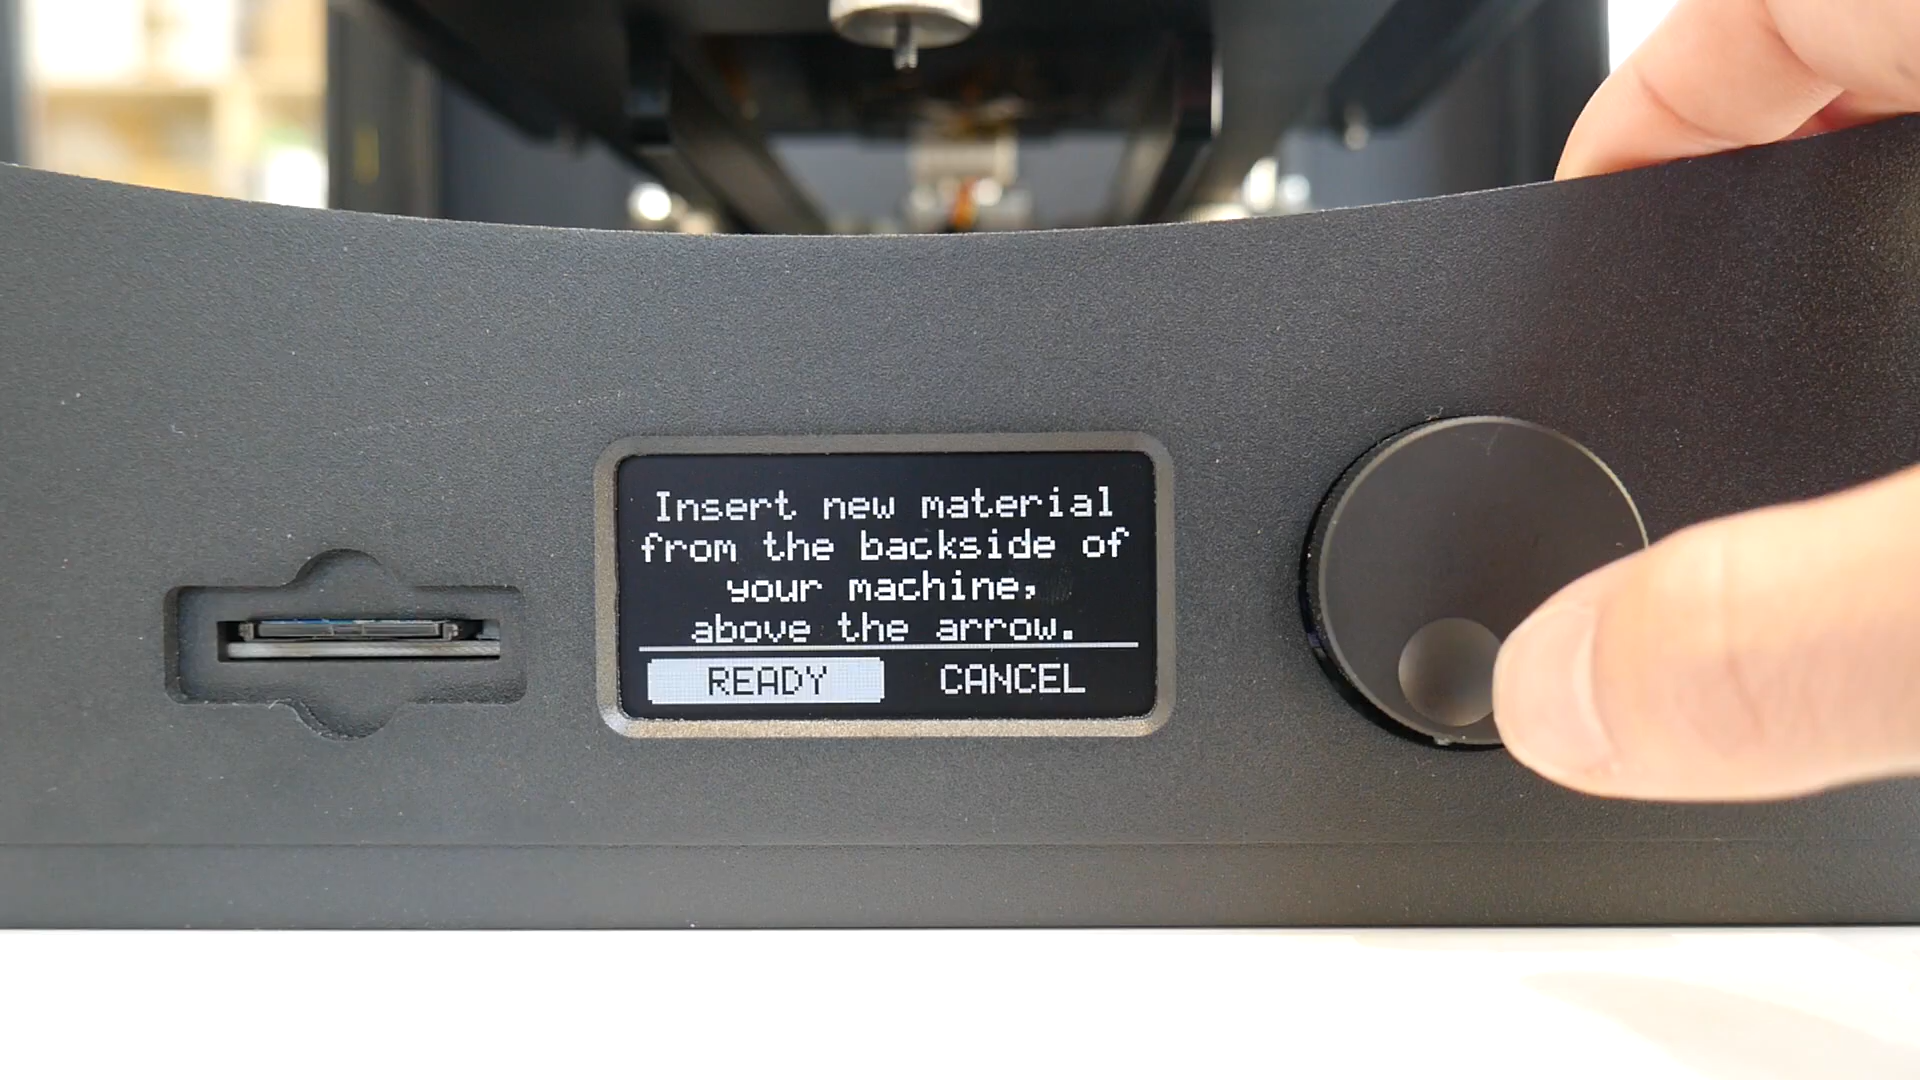 Insert new material
from the backside of
your machine,
above the arrow.
READY CANCEL